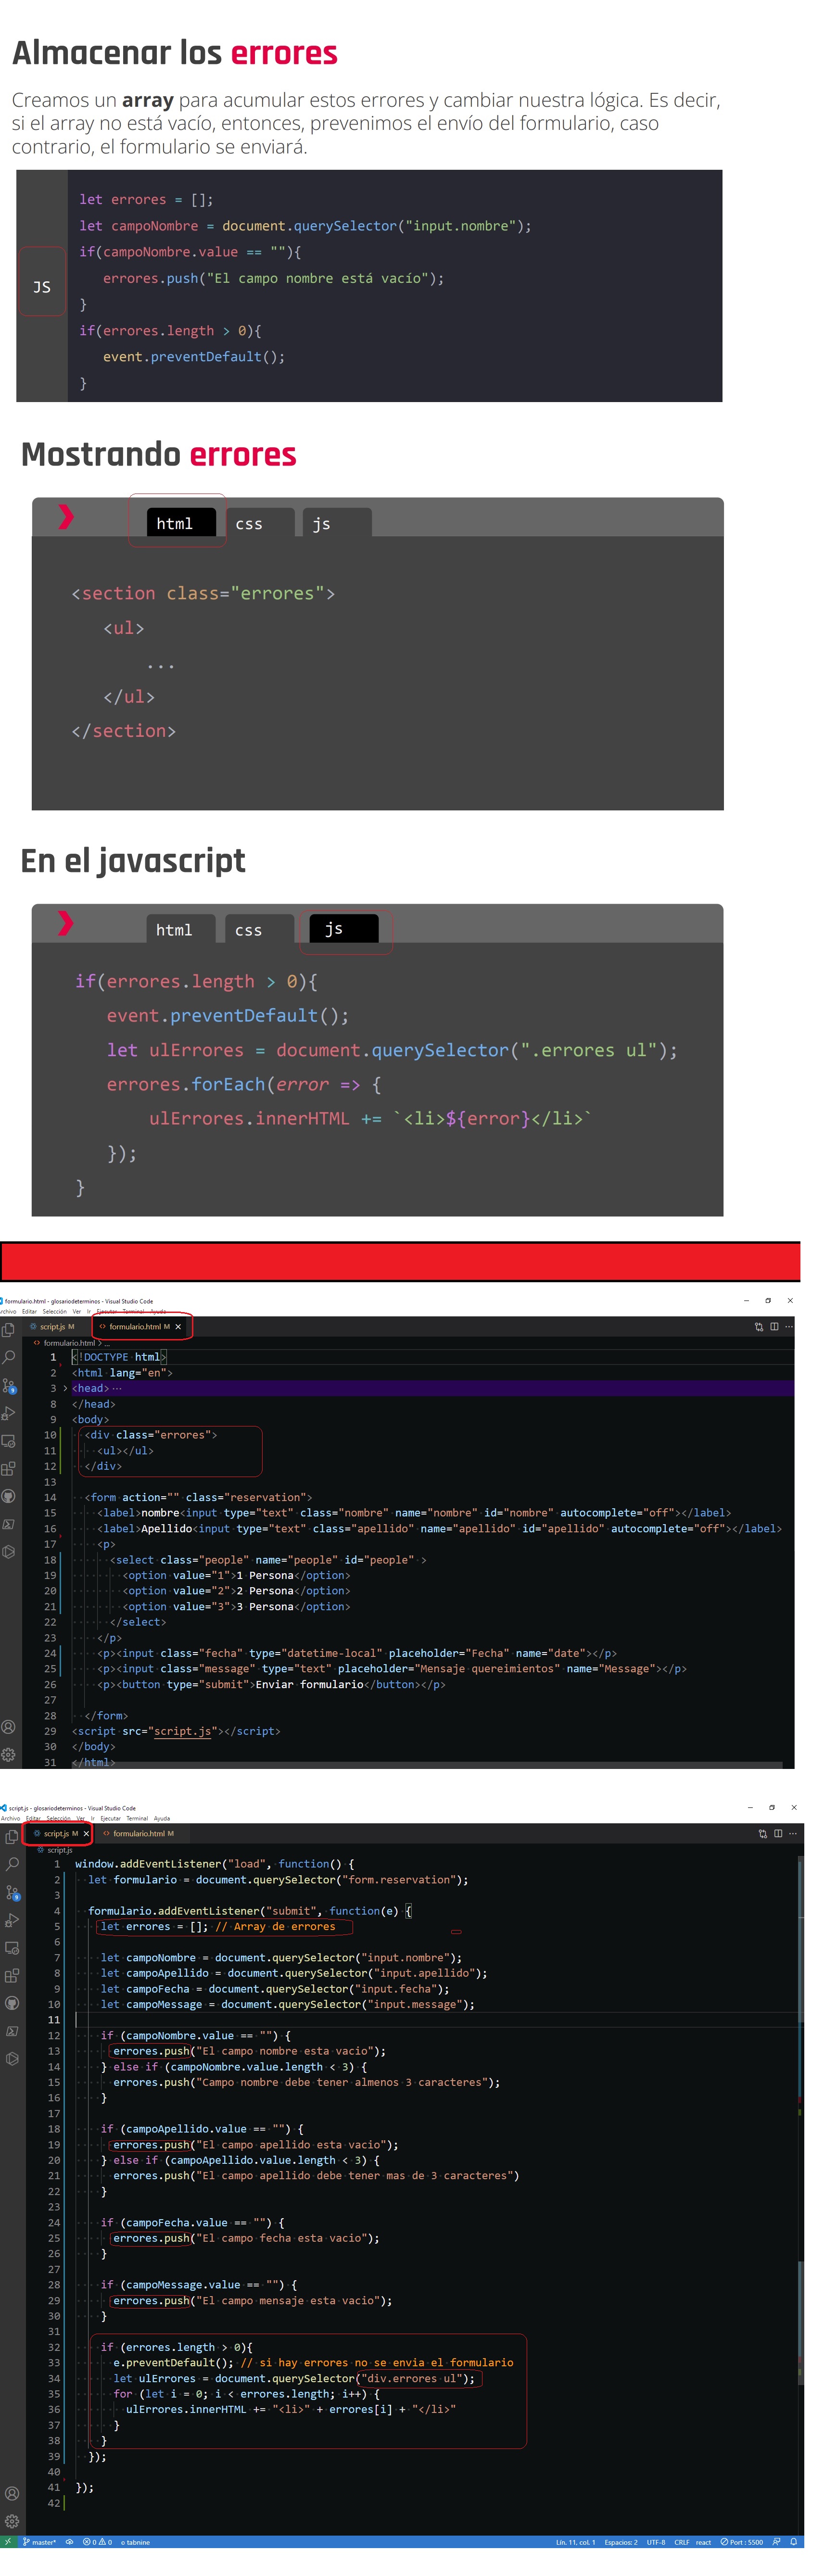 Almacenar los errores
Creamos un array para acumular estos errores y cambiar nuestra lógica. Es decir,
si el array no está vacío, entonces, prevenimos el envío del formulario, caso
contrario, el formulario se enviará.
JS
let errores = [];
let campoNombre = document.querySelector("input.nombre");
if(campoNombre.value == ""){
errores.push("El campo nombre está vacío");
}
if(errores.length > 0){
event.preventDefault();
}
Mostrando errores
html css js
<section class="errores">
<ul>
...
</ul>
</section>
En el javascript
html css js
if(errores.length > 0){
event.preventDefault();
let ulErrores = document.querySelector(".errores ul");
errores.forEach(error => {
ulErrores.innerHTML += `<li>${error}</li>`
});
}
formulario.html - glosariodeterminos - Visual Studio Code
rchivo Editar Selección Ver Ir Ejecutar Terminal Ayuda
script.js M formulario.html M
formulario.html > ...
1 <!DOCTYPE html>
2 <html lang="en">
3 <head> ...
8 </head>
9 <body>
10 <div class="errores">
11 <ul></ul>
12 </div>
13
14 <form action="" class="reservation">
15 <label>nombre<input type="text" class="nombre" name="nombre" id="nombre" autocomplete="off"></label>
16 <label>Apellido<input type="text" class="apellido" name="apellido" id="apellido" autocomplete="off"></label>
17 <p>
18 <select class="people" name="people" id="people" >
19 <option value="1">1 Persona</option>
20 <option value="2">2 Persona</option>
21 <option value="3">3 Persona</option>
22 </select>
23 </p>
24 <p><input class="fecha" type="datetime-local" placeholder="Fecha" name="date"></p>
25 <p><input class="message" type="text" placeholder="Mensaje quereimientos" name="Message"></p>
26 <p><button type="submit">Enviar formulario</button></p>
27
28 </form>
29 <script src="script.js"></script>
30 </body>
31 </html>
script.js - glosariodeterminos - Visual Studio Code
Archivo Editar Selección Ver Ir Ejecutar Terminal Ayuda
script.js M formulario.html M
script.js
1 window.addEventListener("load", function() {
2 let formulario = document.querySelector("form.reservation");
3
4 formulario.addEventListener("submit", function(e) {
5 let errores = []; // Array de errores
6
7 let campoNombre = document.querySelector("input.nombre");
8 let campoApellido = document.querySelector("input.apellido");
9 let campoFecha = document.querySelector("input.fecha");
10 let campoMessage = document.querySelector("input.message");
11
12 if (campoNombre.value == "") {
13 errores.push("El campo nombre esta vacio");
14 } else if (campoNombre.value.length < 3) {
15 errores.push("Campo nombre debe tener almenos 3 caracteres");
16 }
17
18 if (campoApellido.value == "") {
19 errores.push("El campo apellido esta vacio");
20 } else if (campoApellido.value.length < 3) {
21 errores.push("El campo apellido debe tener mas de 3 caracteres")
22 }
23
24 if (campoFecha.value == "") {
25 errores.push("El campo fecha esta vacio");
26 }
27
28 if (campoMessage.value == "") {
29 errores.push("El campo mensaje esta vacio");
30 }
31
32 if (errores.length > 0){
33 e.preventDefault(); // si hay errores no se envia el formulario
34 let ulErrores = document.querySelector("div.errores ul");
35 for (let i = 0; i < errores.length; i++) {
36 ulErrores.innerHTML += "<li>" + errores[i] + "</li>"
37 }
38 }
39 });
40
41 });
42
master* 0 0 tabnine Lín. 11, col. 1 Espacios: 2 UTF-8 CRLF react Port : 5500